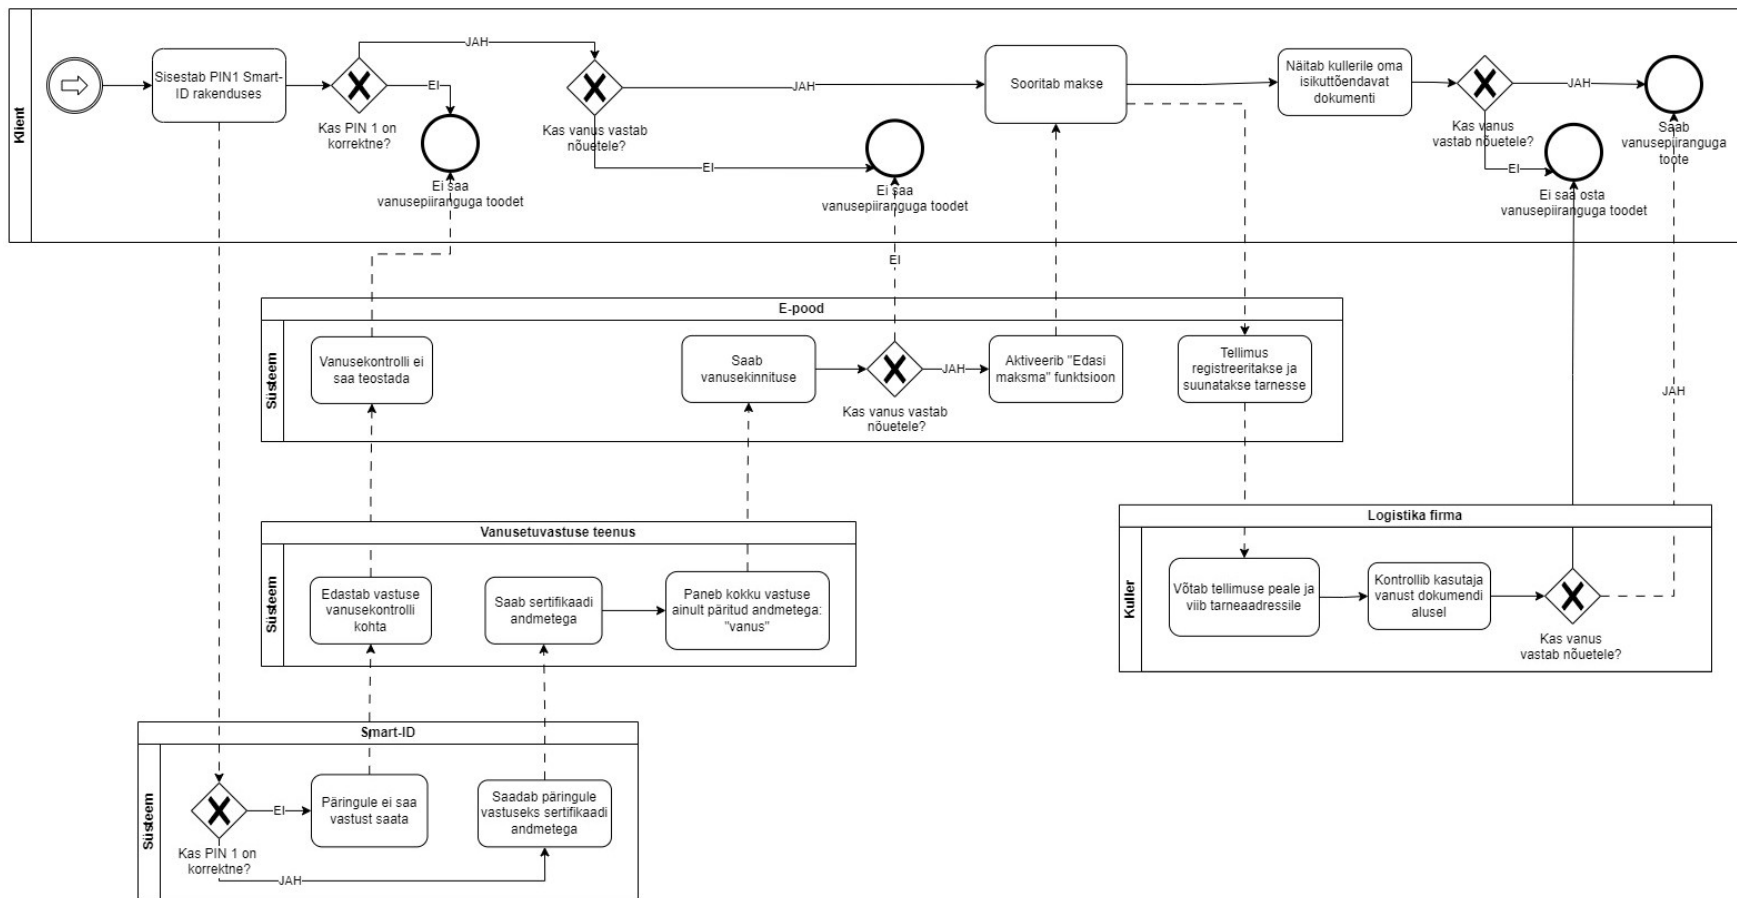 Klient
Sisestab PIN1 Smart-
ID rakenduses
Kas PIN 1 on
korrektne?
JAH
EI
Ei saa
vanusepiiranguga toodet
Kas vanus vastab
nõuetele?
JAH
EI
Ei saa
vanusepiiranguga toodet
Sooritab makse
Näitab kullerile oma
isikuttõendavat
dokumenti
Kas vanus
vastab nõuetele?
JAH
EI
Ei saa osta
vanusepiiranguga toodet
Saab
vanusepiiranguga
toote
E-pood
Süsteem
Vanusekontrolli ei
saa teostada
Saab
vanusekinnituse
EI
Kas vanus vastab
nõuetele?
JAH
Aktiveerib "Edasi
maksma" funktsioon
Tellimus
registreeritakse ja
suunatakse tarnesse
JAH
Vanusetuvastuse teenus
Süsteem
Edastab vastuse
vanusekontrolli
kohta
Saab sertifikaadi
andmetega
Paneb kokku vastuse
ainult päritud andmetega:
"vanus"
Logistika firma
Kuller
Võtab tellimuse peale ja
viib tarneaadressile
Kontrollib kasutaja
vanust dokumendi
alusel
Kas vanus
vastab nõuetele?
Smart-ID
Süsteem
Kas PIN 1 on
korrektne?
EI
JAH
Päringule ei saa
vastust saata
Saadab päringule
vastuseks sertifikaadi
andmetega